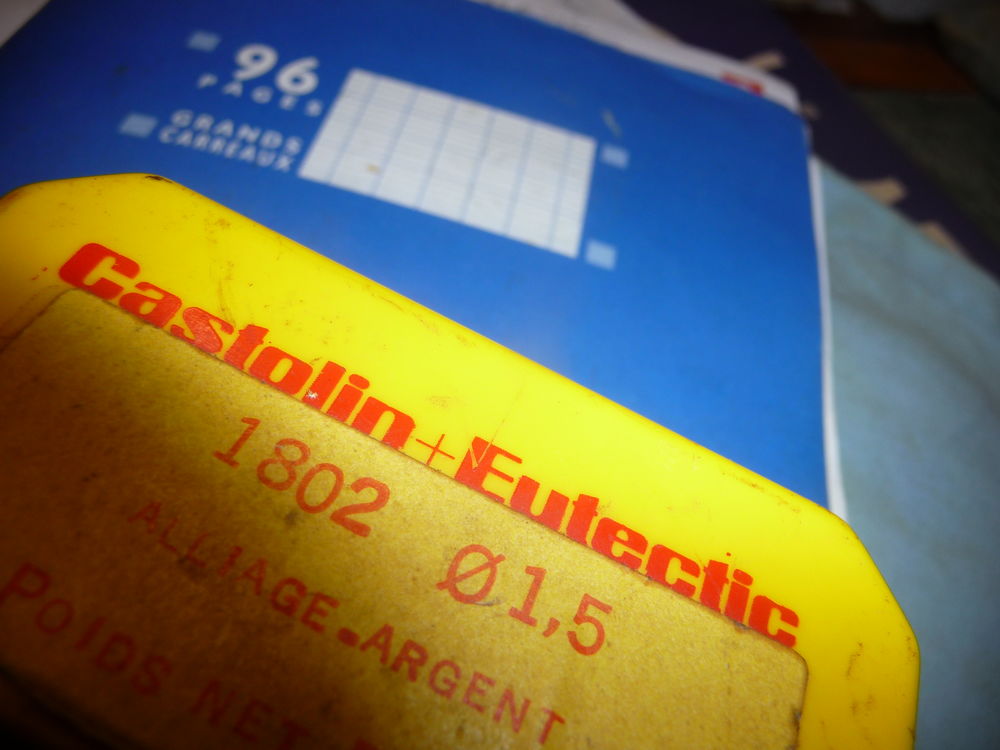 96
PAGES
GRANDS
CARREAUX
Castolin+Eutectic
1802 Ø1,5
ALLIAGE-ARGENT
POIDS NET